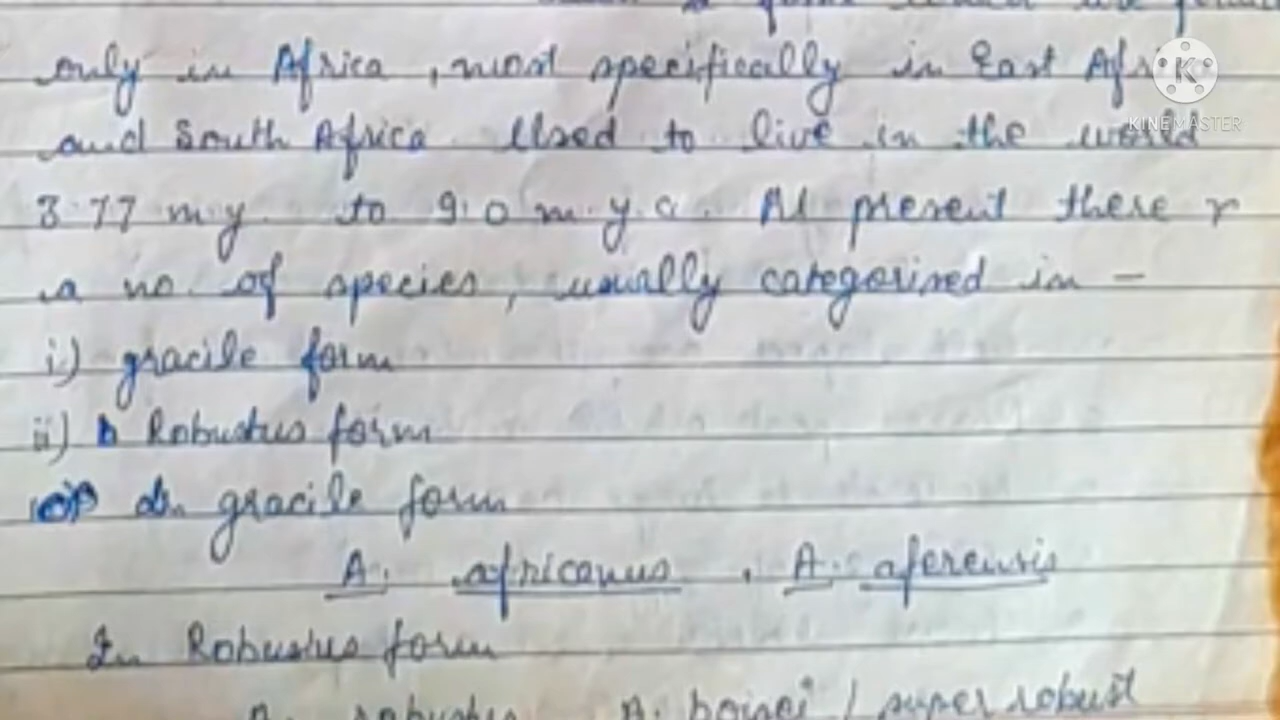 only in Africa, most specifically in East Afri
KINEMASTER
and South Africa Used to live in the world
3.77 m.y. to 9.0 m.y.a. At present there r
a no. of species, usually categorised in -
i) gracile form
ii) Robustus form
In gracile form
A. africanus , A. aferensis
In Robustus form
A. robustus A. boisei / super robust